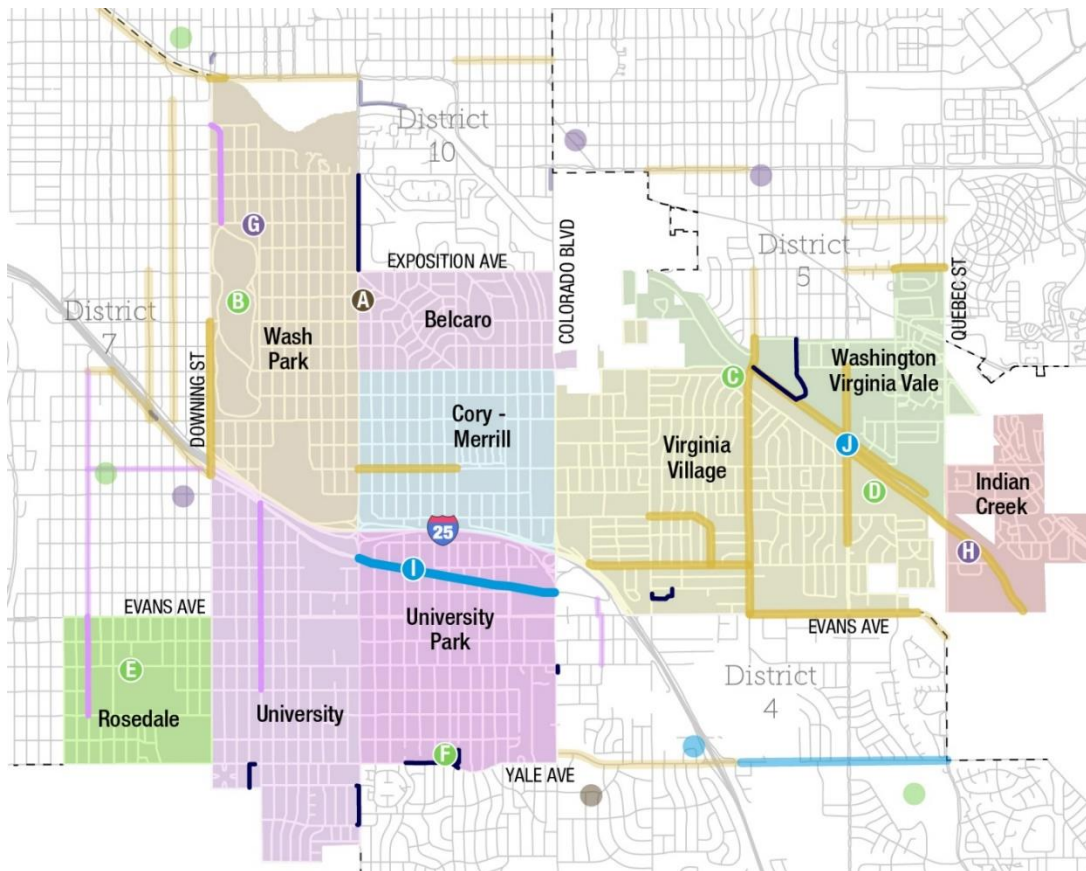 District
10
G
EXPOSITION AVE
COLORADO BLVD
District
5
QUEBEC ST
B
A
District
7
Wash
Park
Belcaro
DOWNING ST
Washington
Virginia Vale
C
Cory -
Merrill
Virginia
Village
J
D
Indian
Creek
25
H
I
EVANS AVE
University
Park
EVANS AVE
E
District
4
Rosedale
University
F
YALE AVE